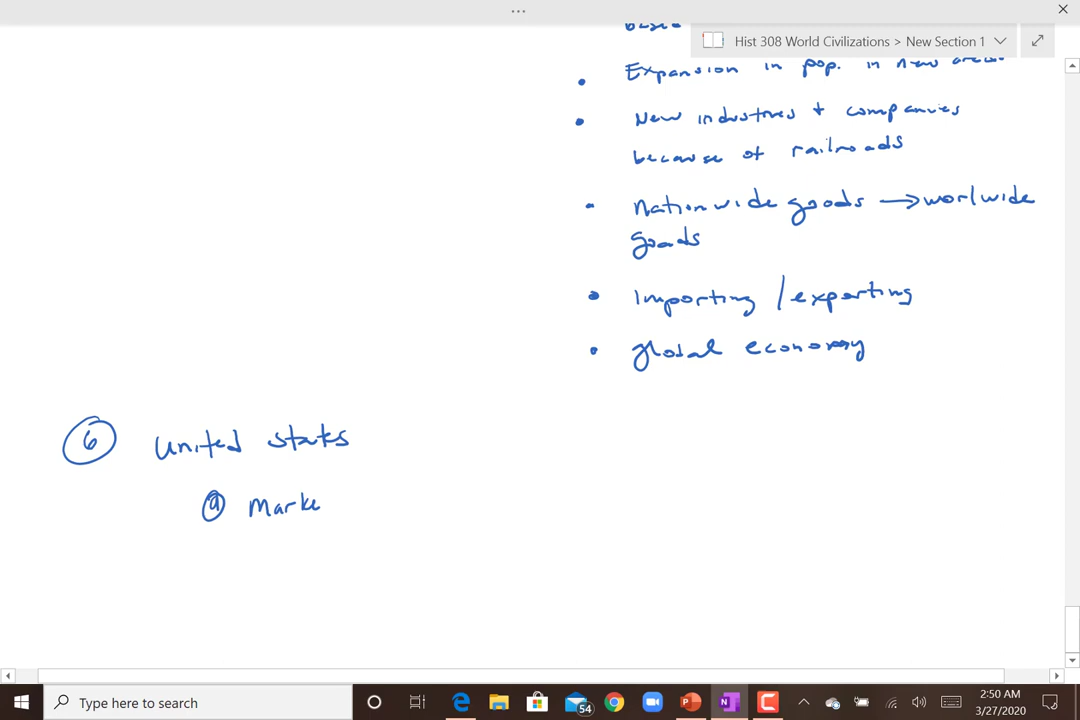 ...
Hist 308 World Civilizations > New Section 1
Expansion in pop. in new areas
• New industries + companies
because of railroads
• Nationwide goods → worlwide
goods
• Importing / exporting
• global economy
6 United states
a Marke
Type here to search
54
2:50 AM
3/27/2020